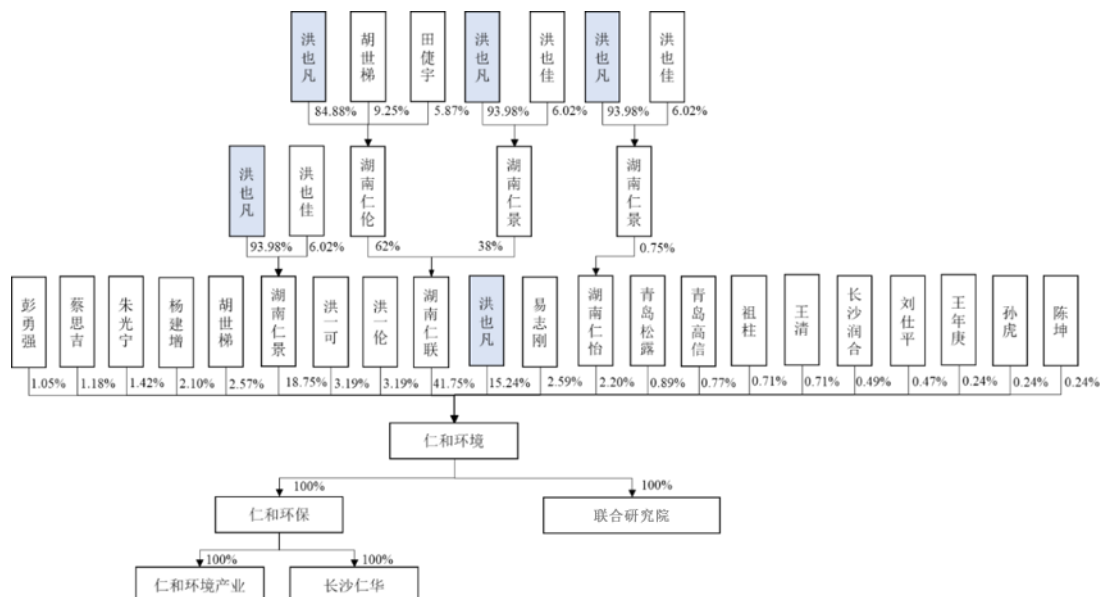 洪也凡
胡世梯
田倢宇
洪也凡
洪也佳
洪也凡
洪也佳
84.88%
9.25%
5.87%
93.98%
6.02%
93.98%
6.02%
洪也凡
洪也佳
湖南仁伦
湖南仁景
湖南仁景
93.98%
6.02%
62%
38%
0.75%
彭勇强
蔡思吉
朱光宁
杨建增
胡世梯
湖南仁景
洪一可
洪一伦
湖南仁联
洪也凡
易志刚
湖南仁怡
青岛松露
青岛高信
祖柱
王清
长沙润合
刘仕平
王年庚
孙虎
陈坤
1.05%
1.18%
1.42%
2.10%
2.57%
18.75%
3.19%
3.19%
41.75%
15.24%
2.59%
2.20%
0.89%
0.77%
0.71%
0.71%
0.49%
0.47%
0.24%
0.24%
0.24%
仁和环境
100%
100%
仁和环保
联合研究院
100%
100%
仁和环境产业
长沙仁华